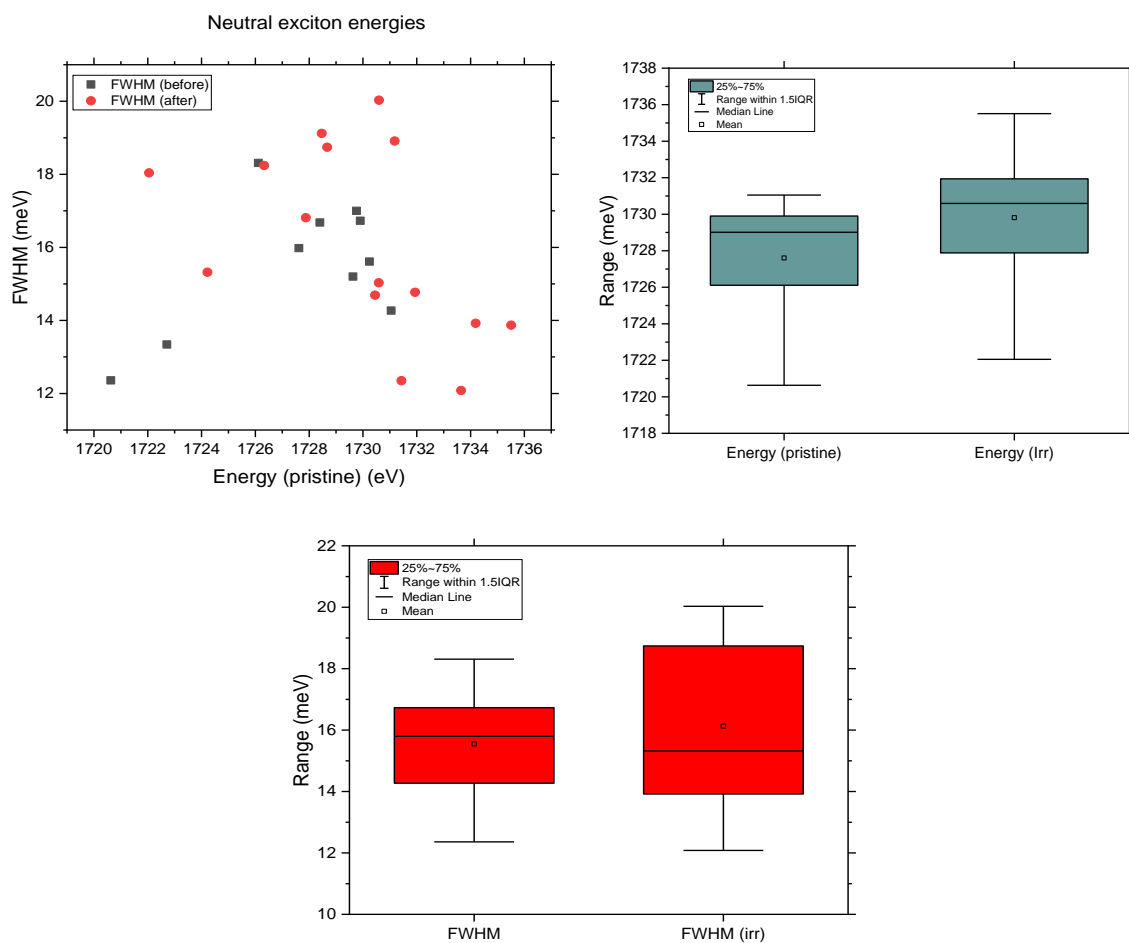 Neutral exciton energies
FWHM (before)
FWHM (after)
20
18
16
14
12
FWHM (meV)
1720 1722 1724 1726 1728 1730 1732 1734 1736
Energy (pristine) (eV)
1738
1736
1734
1732
1730
1728
1726
1724
1722
1720
1718
Range (meV)
25%~75%
Range within 1.5IQR
Median Line
Mean
Energy (pristine) Energy (Irr)
22
20
18
16
14
12
10
Range (meV)
25%~75%
Range within 1.5IQR
Median Line
Mean
FWHM FWHM (irr)